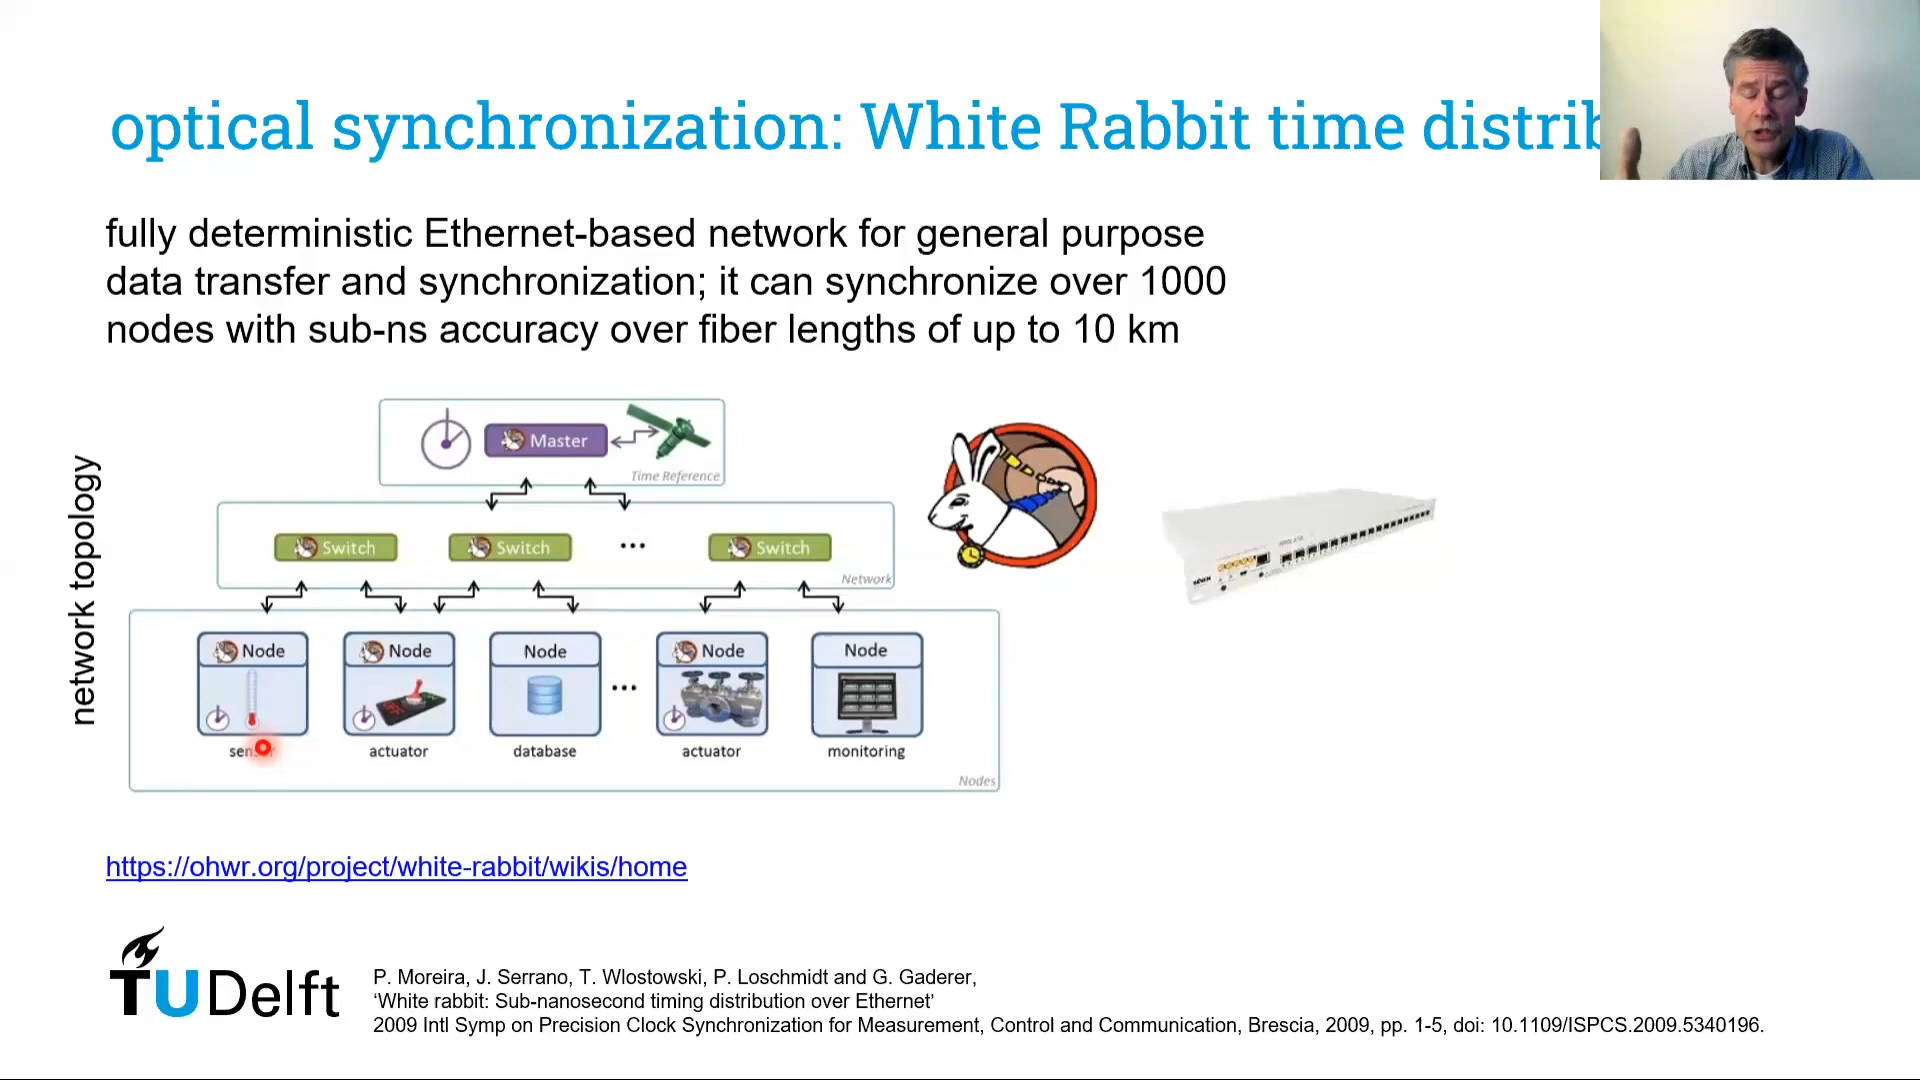 optical synchronization: White Rabbit time distrib
fully deterministic Ethernet-based network for general purpose
data transfer and synchronization; it can synchronize over 1000
nodes with sub-ns accuracy over fiber lengths of up to 10 km
network topology
Master
Time Reference
Switch
Switch
...
Switch
Network
Node
Node
Node
...
Node
Node
OFF
actuator
database
actuator
monitoring
Nodes
https://ohwr.org/project/white-rabbit/wikis/home
TUDelft
P. Moreira, J. Serrano, T. Wlostowski, P. Loschmidt and G. Gaderer,
‘White rabbit: Sub-nanosecond timing distribution over Ethernet’
2009 Intl Symp on Precision Clock Synchronization for Measurement, Control and Communication, Brescia, 2009, pp. 1-5, doi: 10.1109/ISPCS.2009.5340196.